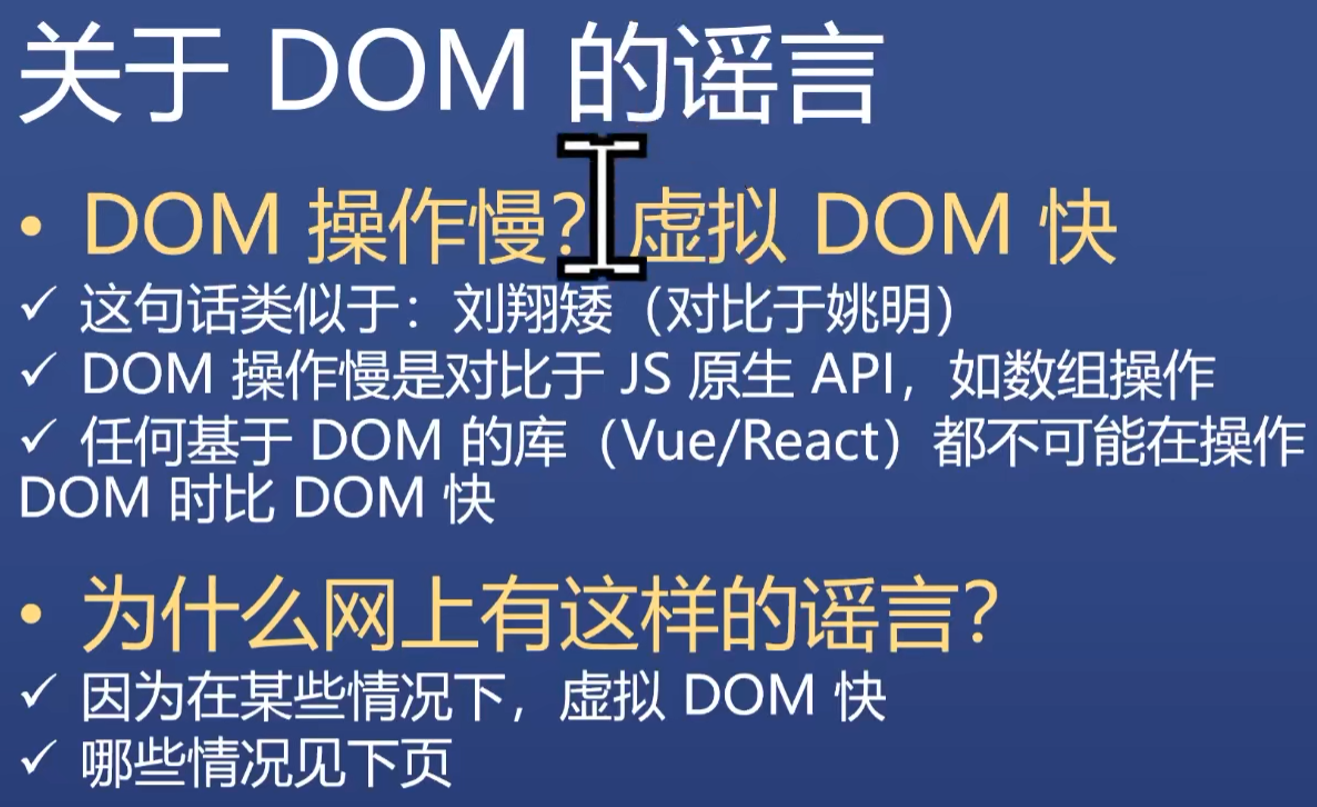 关于 DOM 的谣言
• DOM 操作慢？虚拟 DOM 快
✓ 这句话类似于：刘翔矮（对比于姚明）
✓ DOM 操作慢是对比于 JS 原生 API，如数组操作
✓ 任何基于 DOM 的库（Vue/React）都不可能在操作
DOM 时比 DOM 快
• 为什么网上有这样的谣言？
✓ 因为在某些情况下，虚拟 DOM 快
✓ 哪些情况见下页